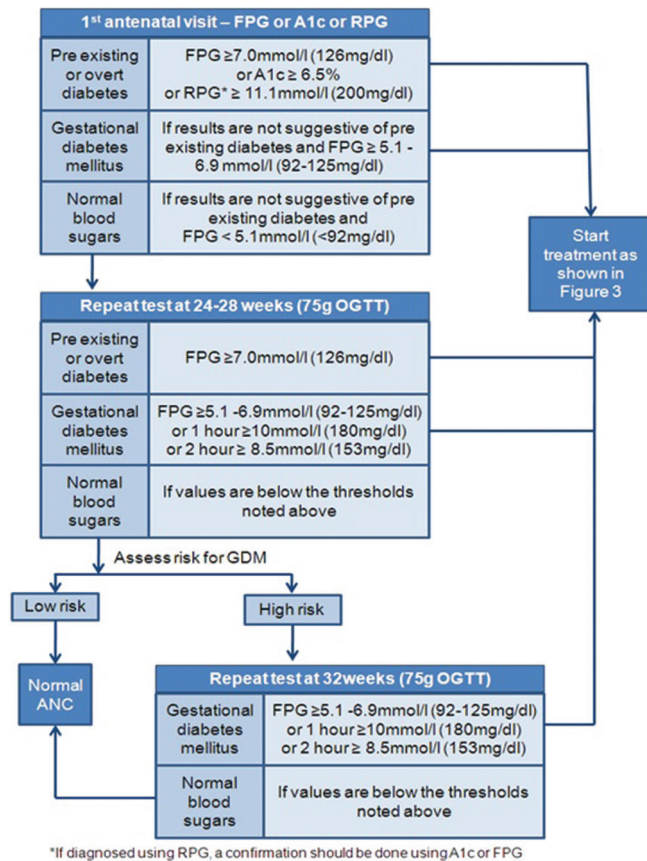 1st antenatal visit – FPG or A1c or RPG
Pre existing
or overt
diabetes
FPG ≥7.0mmol/l (126mg/dl)
or A1c ≥ 6.5%
or RPG* ≥ 11.1mmol/l (200mg/dl)
Gestational
diabetes
mellitus
If results are not suggestive of pre
existing diabetes and FPG ≥ 5.1 -
6.9 mmol/l (92-125mg/dl)
Normal
blood
sugars
If results are not suggestive of pre
existing diabetes and
FPG < 5.1mmol/l (<92mg/dl)
Start
treatment as
shown in
Figure 3
Repeat test at 24-28 weeks (75g OGTT)
Pre existing
or overt
diabetes
FPG ≥7.0mmol/l (126mg/dl)
Gestational
diabetes
mellitus
FPG ≥5.1 -6.9mmol/l (92-125mg/dl)
or 1 hour ≥10mmol/l (180mg/dl)
or 2 hour ≥ 8.5mmol/l (153mg/dl)
Normal
blood
sugars
If values are below the thresholds
noted above
Assess risk for GDM
Low risk
High risk
Normal
ANC
Repeat test at 32weeks (75g OGTT)
Gestational
diabetes
mellitus
FPG ≥5.1 -6.9mmol/l (92-125mg/dl)
or 1 hour ≥10mmol/l (180mg/dl)
or 2 hour ≥ 8.5mmol/l (153mg/dl)
Normal
blood
sugars
If values are below the thresholds
noted above
*If diagnosed using RPG, a confirmation should be done using A1c or FPG